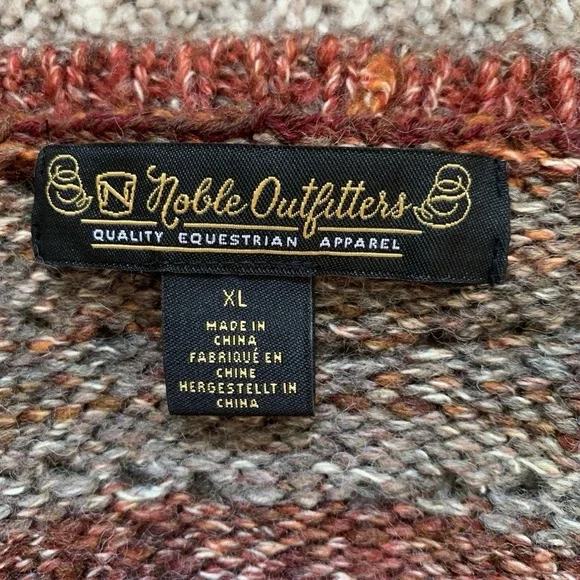 N Noble Outfitters
QUALITY EQUESTRIAN APPAREL
XL
MADE IN
CHINA
FABRIQUÉ EN
CHINE
HERGESTELLT IN
CHINA